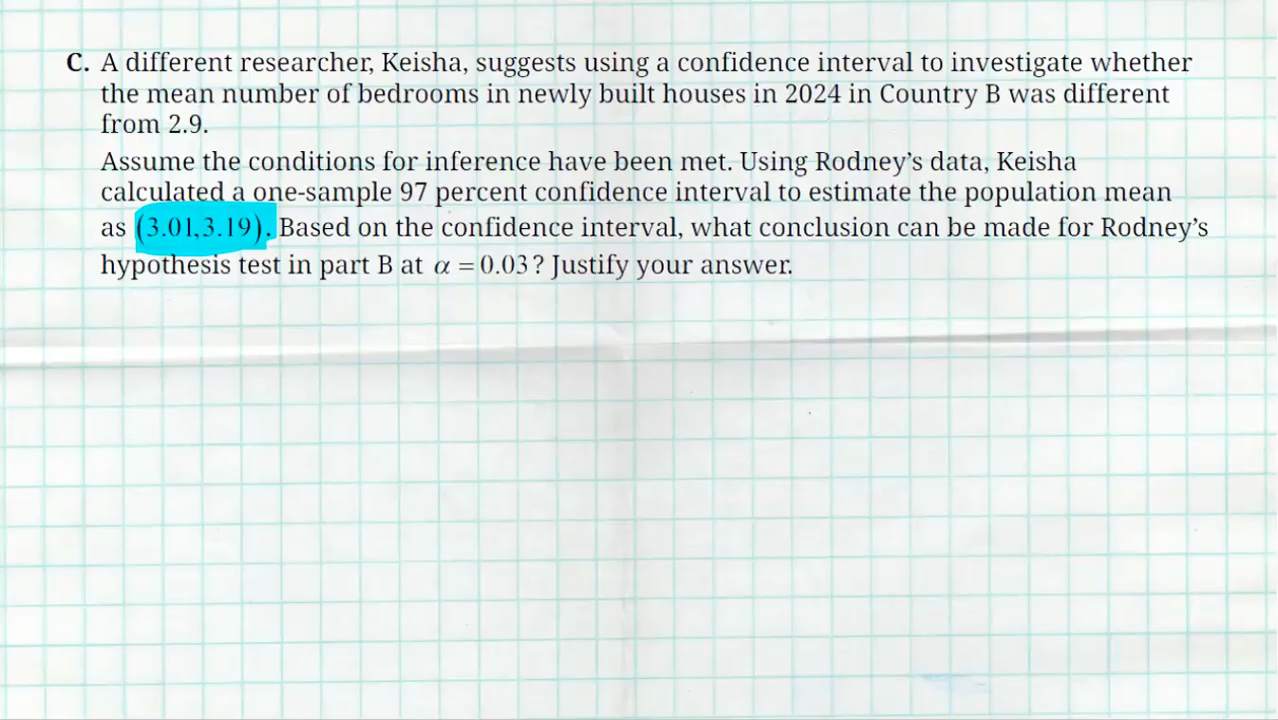 C. A different researcher, Keisha, suggests using a confidence interval to investigate whether
the mean number of bedrooms in newly built houses in 2024 in Country B was different
from 2.9.
Assume the conditions for inference have been met. Using Rodney’s data, Keisha
calculated a one-sample 97 percent confidence interval to estimate the population mean
as (3.01,3.19). Based on the confidence interval, what conclusion can be made for Rodney’s
hypothesis test in part B at α = 0.03? Justify your answer.